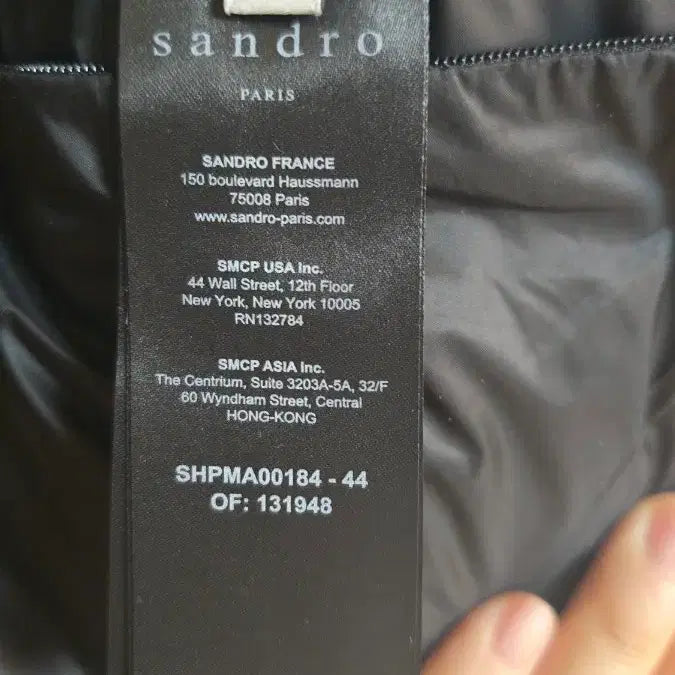 sandro
PARIS
SANDRO FRANCE
150 boulevard Haussmann
75008 Paris
www.sandro-paris.com
SMCP USA Inc.
44 Wall Street, 12th Floor
New York, New York 10005
RN132784
SMCP ASIA Inc.
The Centrium, Suite 3203A-5A, 32/F
60 Wyndham Street, Central
HONG-KONG
SHPMA00184 - 44
OF: 131948